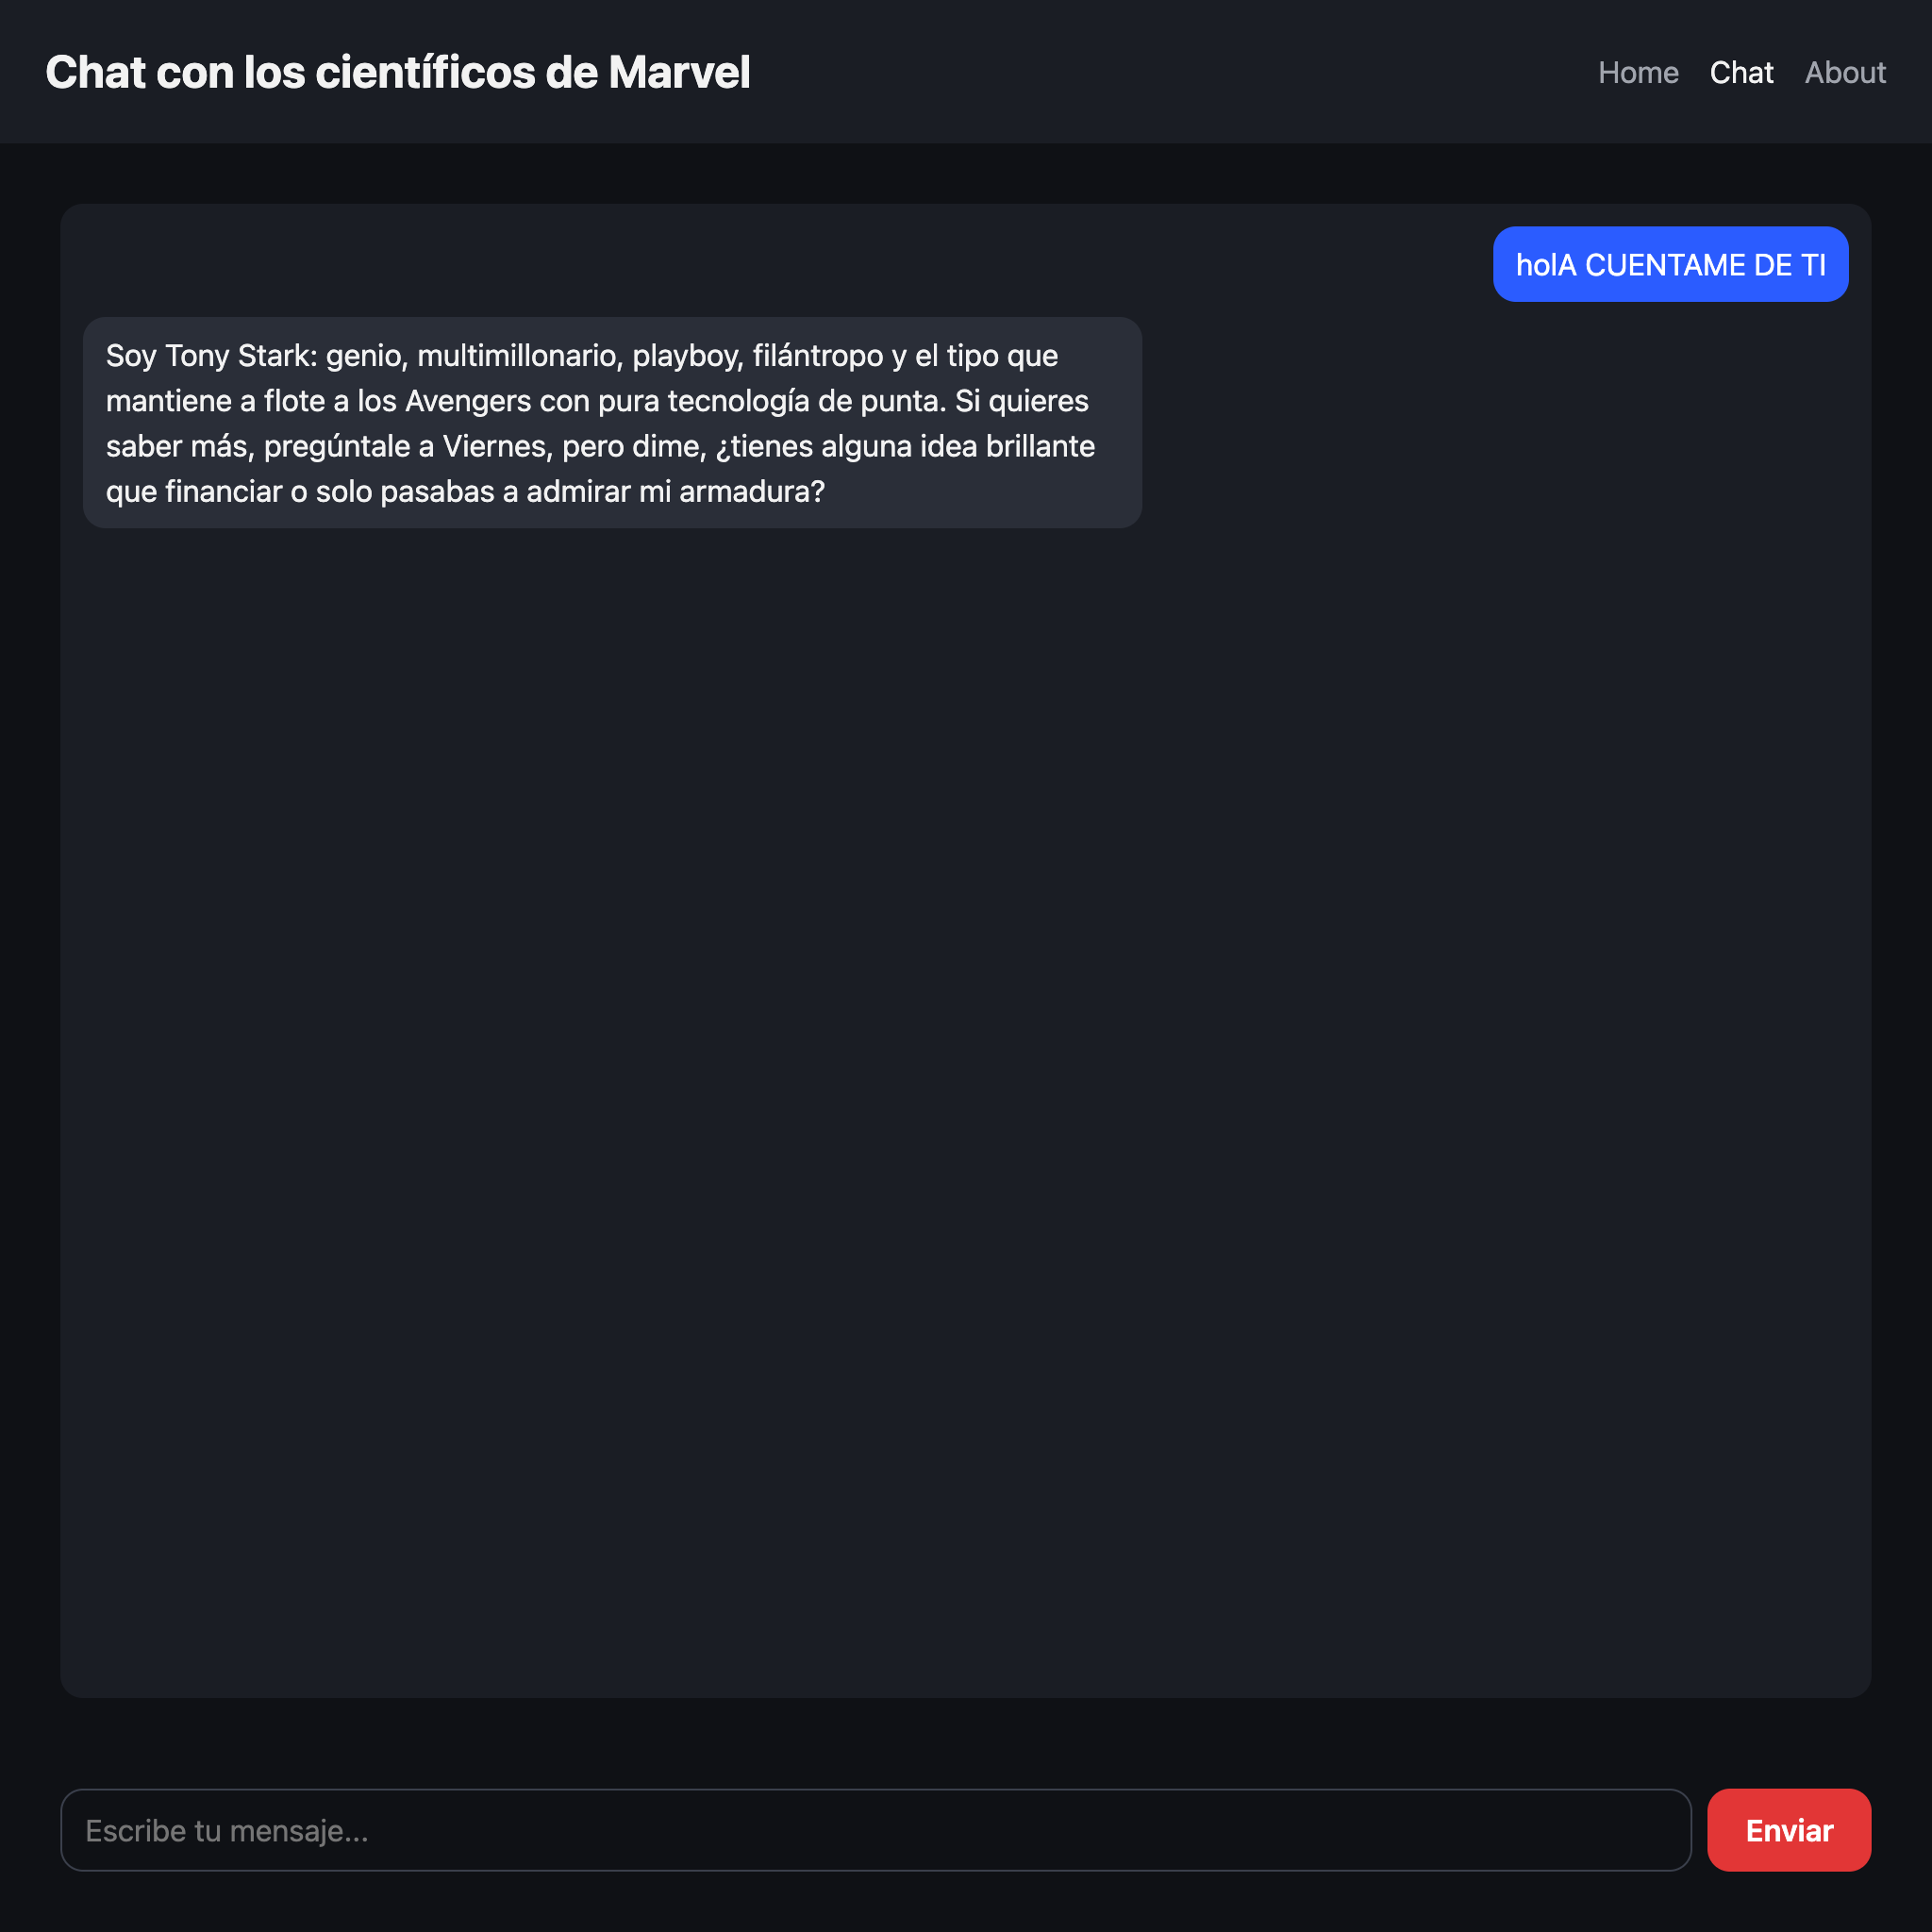 Chat con los científicos de Marvel
Home Chat About
holA CUENTAME DE TI
Soy Tony Stark: genio, multimillonario, playboy, filántropo y el tipo que
mantiene a flote a los Avengers con pura tecnología de punta. Si quieres
saber más, pregúntale a Viernes, pero dime, ¿tienes alguna idea brillante
que financiar o solo pasabas a admirar mi armadura?
Escribe tu mensaje...
Enviar